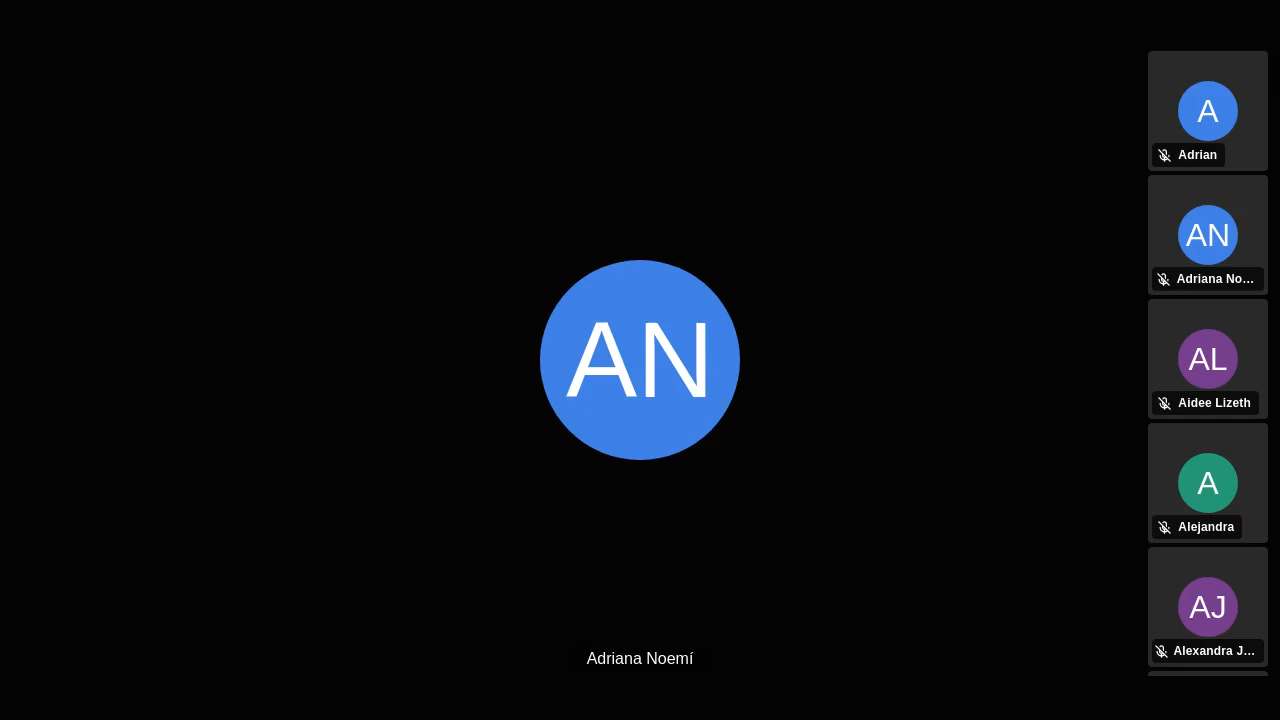 AN
Adriana Noemí
A
Adrian
AN
Adriana No...
AL
Aidee Lizeth
A
Alejandra
AJ
Alexandra J...